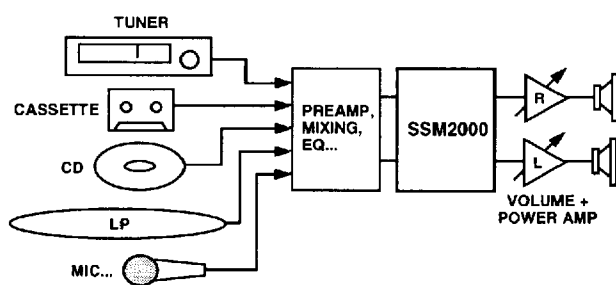 TUNER
CASSETTE
CD
LP
MIC...
PREAMP,
MIXING,
EQ...
SSM2000
R
L
VOLUME +
POWER AMP